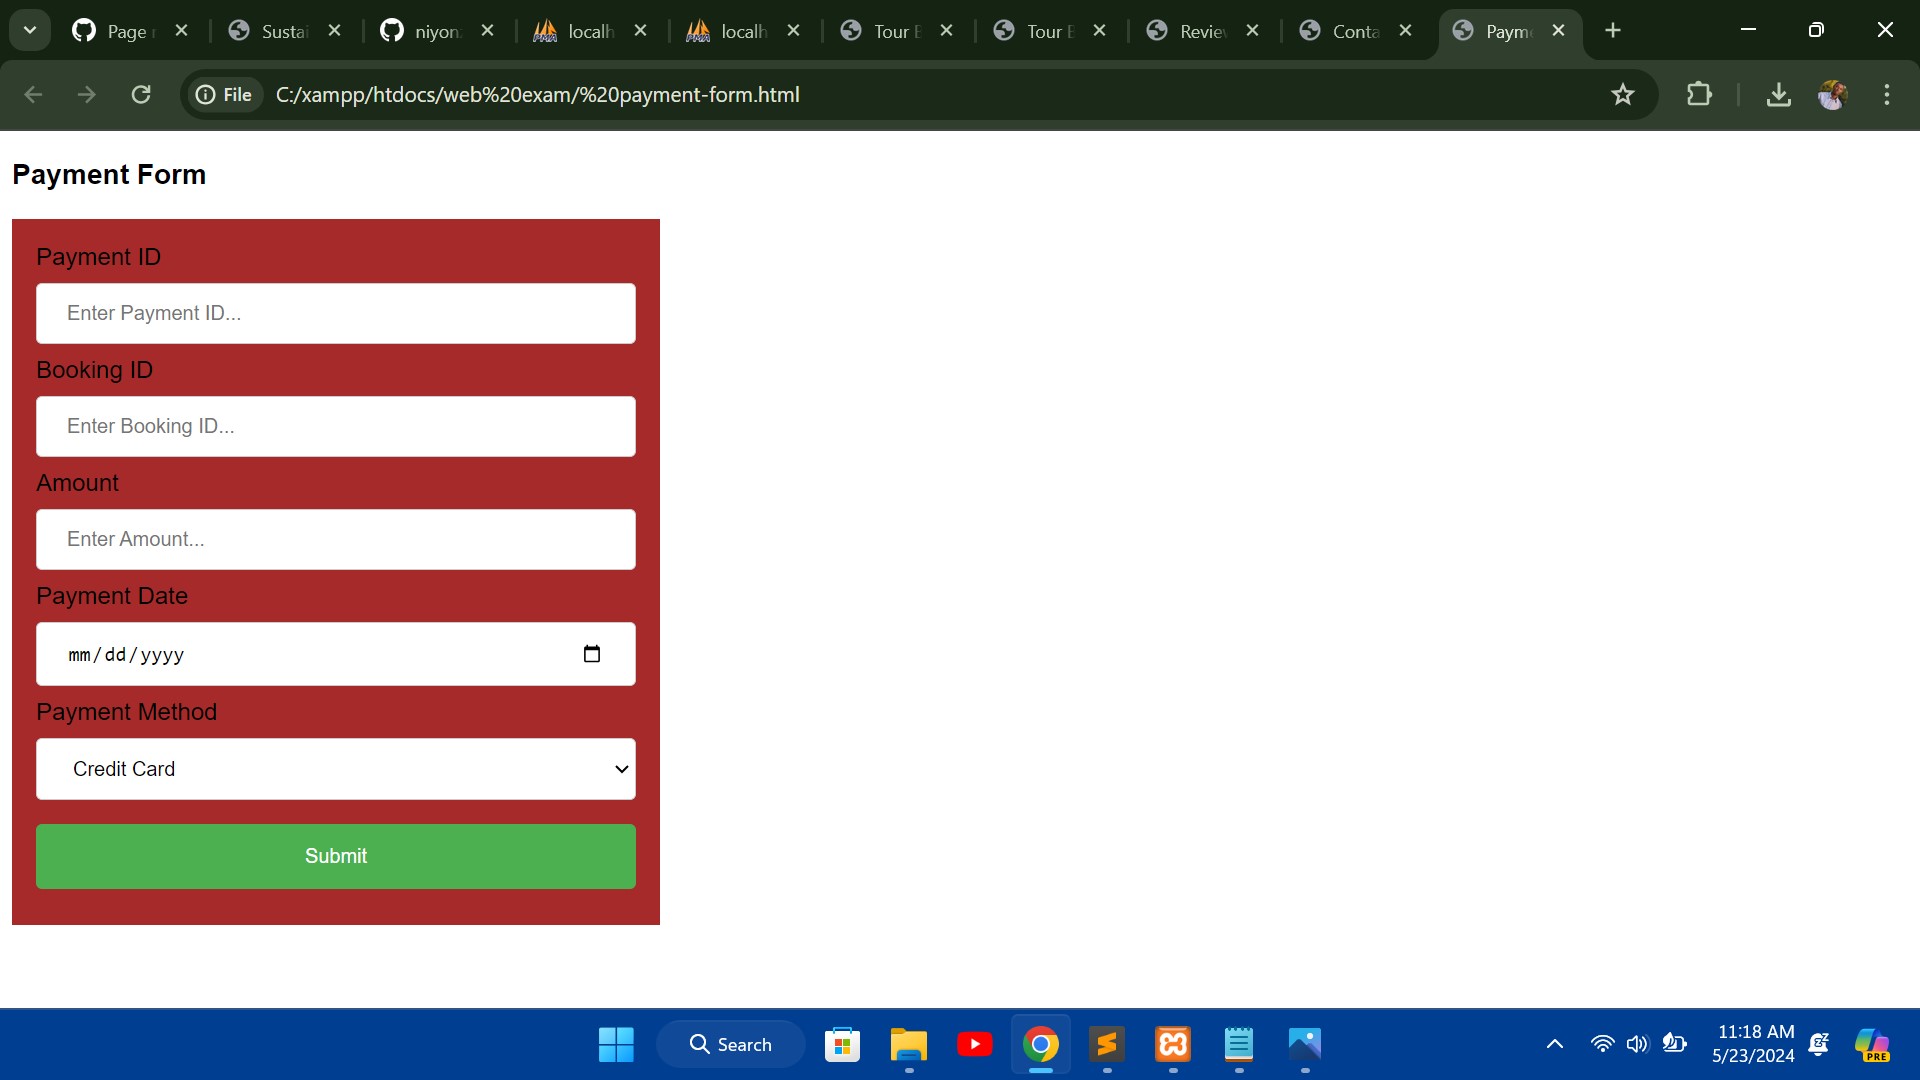 Page
Sustai
niyon
localh
localh
Tour
Tour
Review
Conta
Payme
File
C:/xampp/htdocs/web%20exam/%20payment-form.html
Payment Form
Payment ID
Enter Payment ID...
Booking ID
Enter Booking ID...
Amount
Enter Amount...
Payment Date
mm/dd/yyyy
Payment Method
Credit Card
Submit
Search
11:18 AM
5/23/2024
PRE